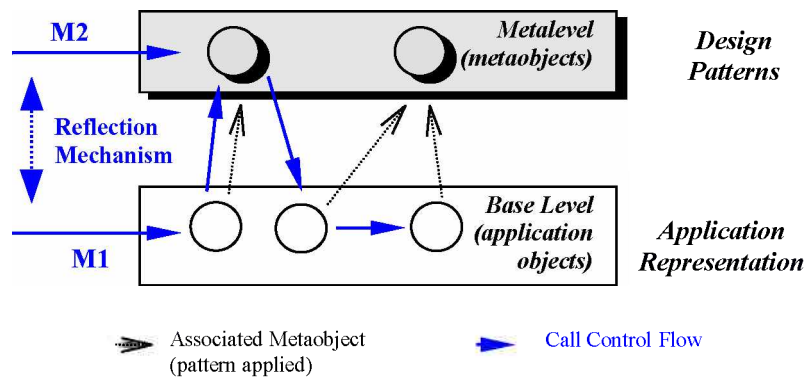 M2
Metalevel
(metaobjects)
Design
Patterns
Reflection
Mechanism
Base Level
(application
objects)
M1
Application
Representation
Associated Metaobject
(pattern applied)
Call Control Flow